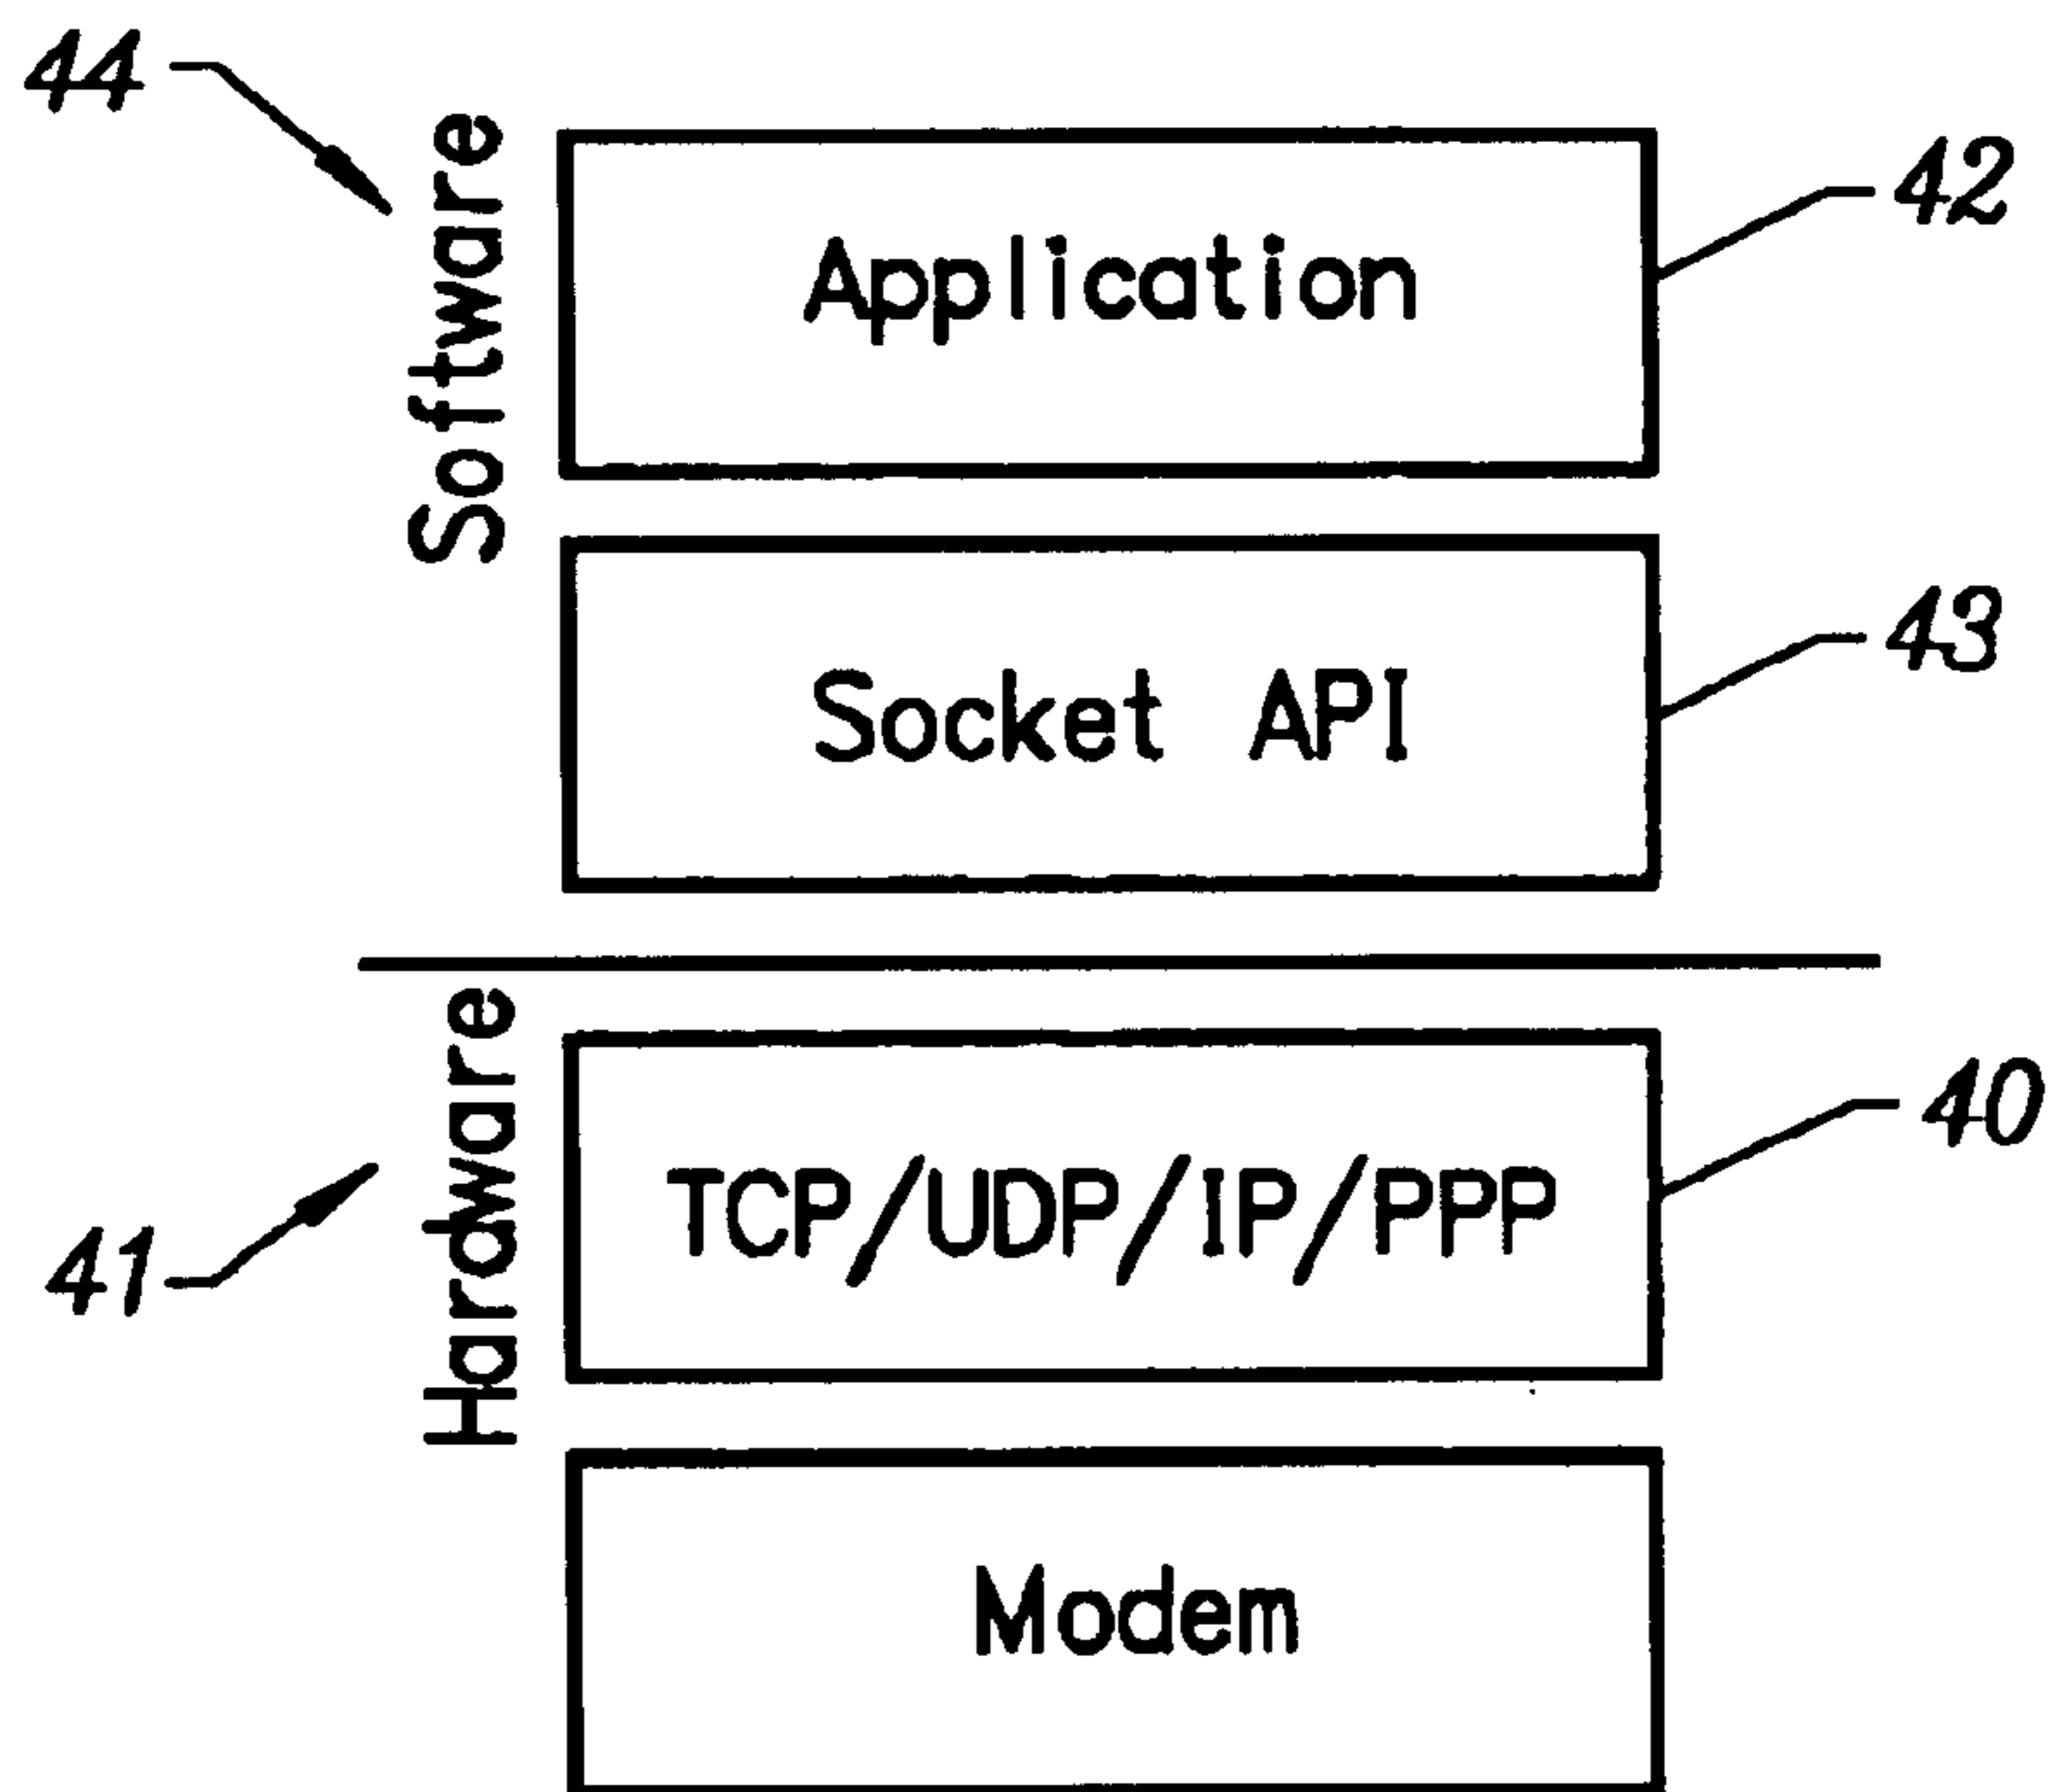 44
Software
Application
42
Socket API
43
Hardware
41
TCP/UDP/IP/PPP
40
Modem